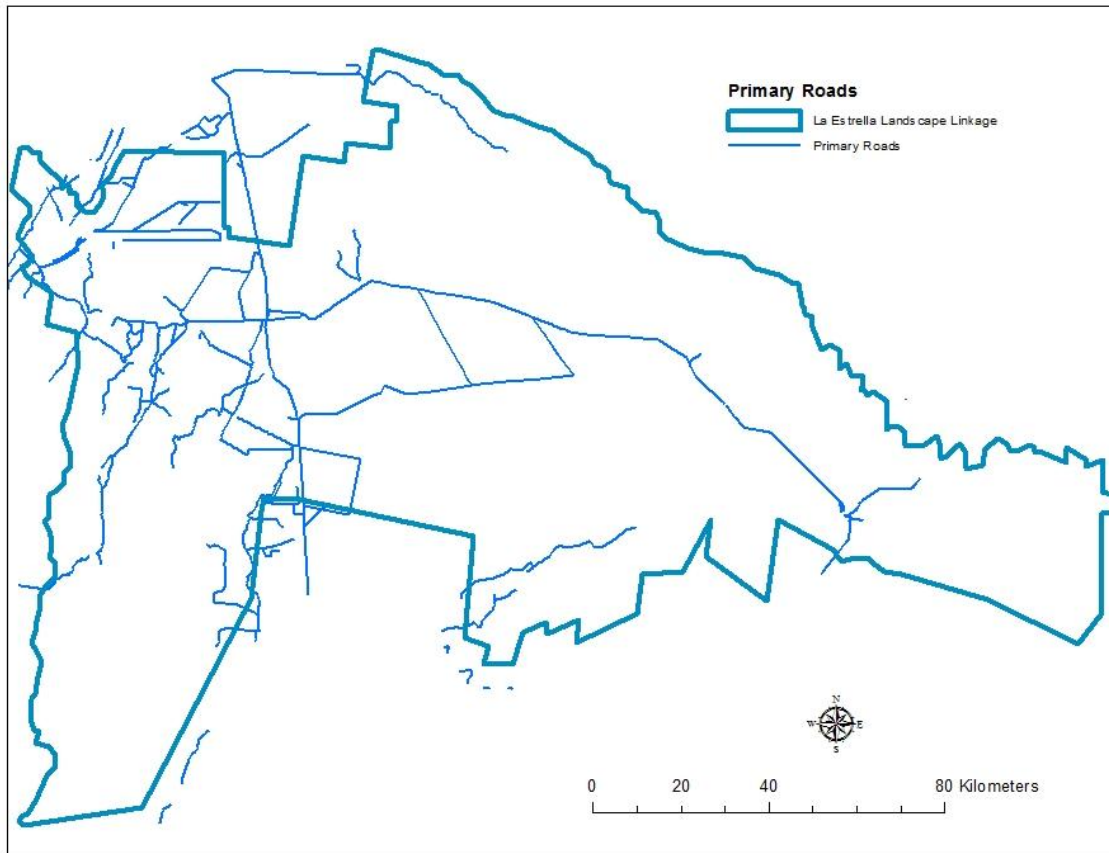 Primary Roads
La Estrella Landscape Linkage
Primary Roads
N
W E
S
0 20 40 80 Kilometers